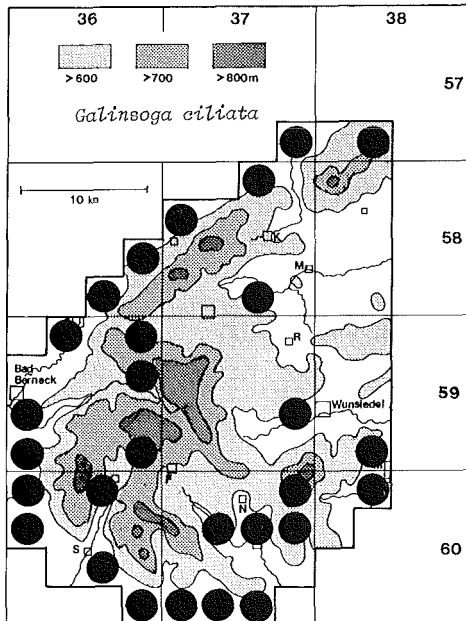 36 37 38
57
>600 >700 >800m
Galinsoga ciliata
10 km
58
K
M
R
Bad
Berneck
59
Wunsiedel
F
N
S
60